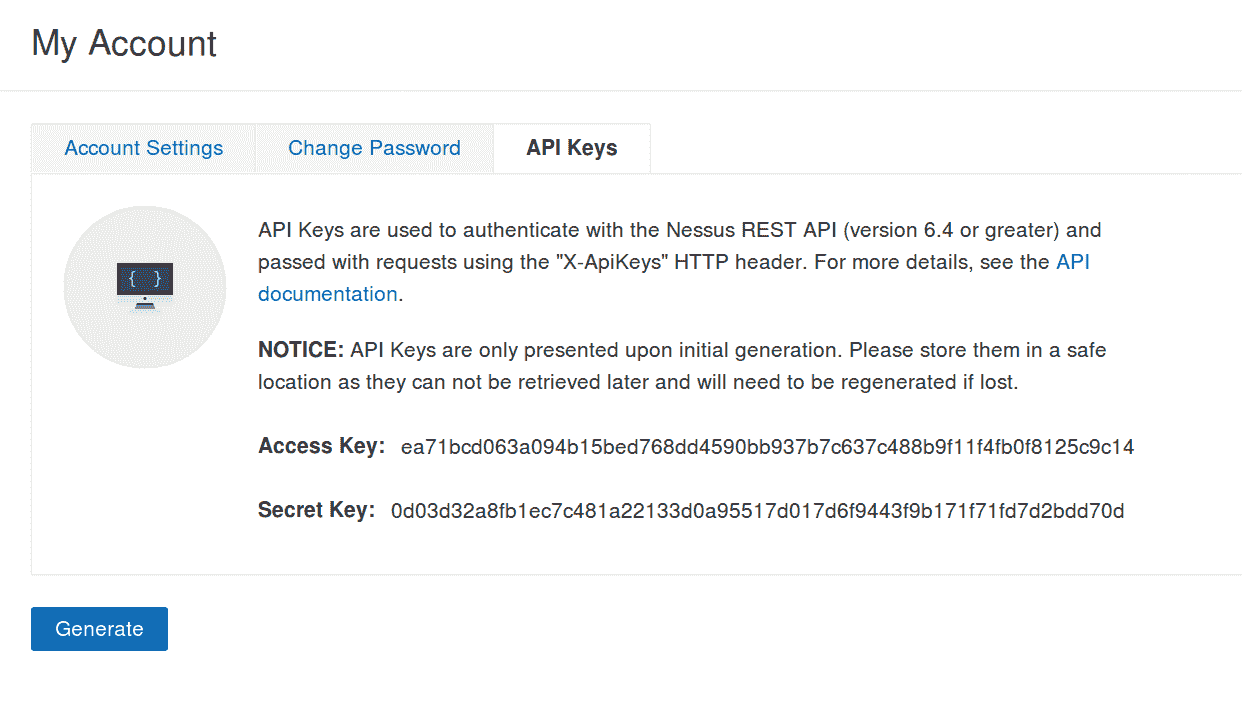 My Account
Account Settings
Change Password
API Keys
{ }
API Keys are used to authenticate with the Nessus REST API (version 6.4 or greater) and
passed with requests using the "X-ApiKeys" HTTP header. For more details, see the API
documentation.
NOTICE: API Keys are only presented upon initial generation. Please store them in a safe
location as they can not be retrieved later and will need to be regenerated if lost.
Access Key: ea71bcd063a094b15bed768dd4590bb937b7c637c488b9f11f4fb0f8125c9c14
Secret Key: 0d03d32a8fb1ec7c481a22133d0a95517d017d6f9443f9b171f71fd7d2bdd70d
Generate